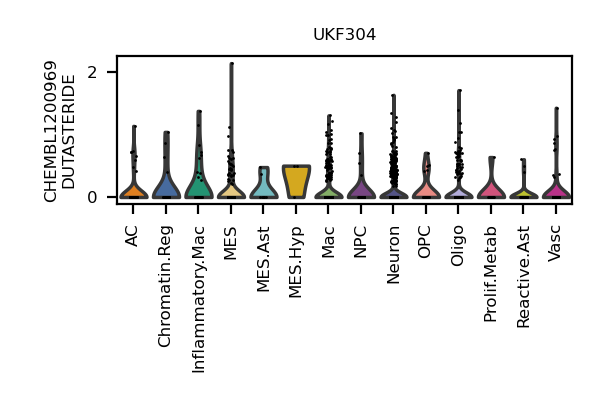 UKF304
CHEMBL1200969
DUTASTERIDE
2
0
AC
Chromatin.Reg
Inflammatory.Mac
MES
MES.Ast
MES.Hyp
Mac
NPC
Neuron
OPC
Oligo
Prolif.Metab
Reactive.Ast
Vasc